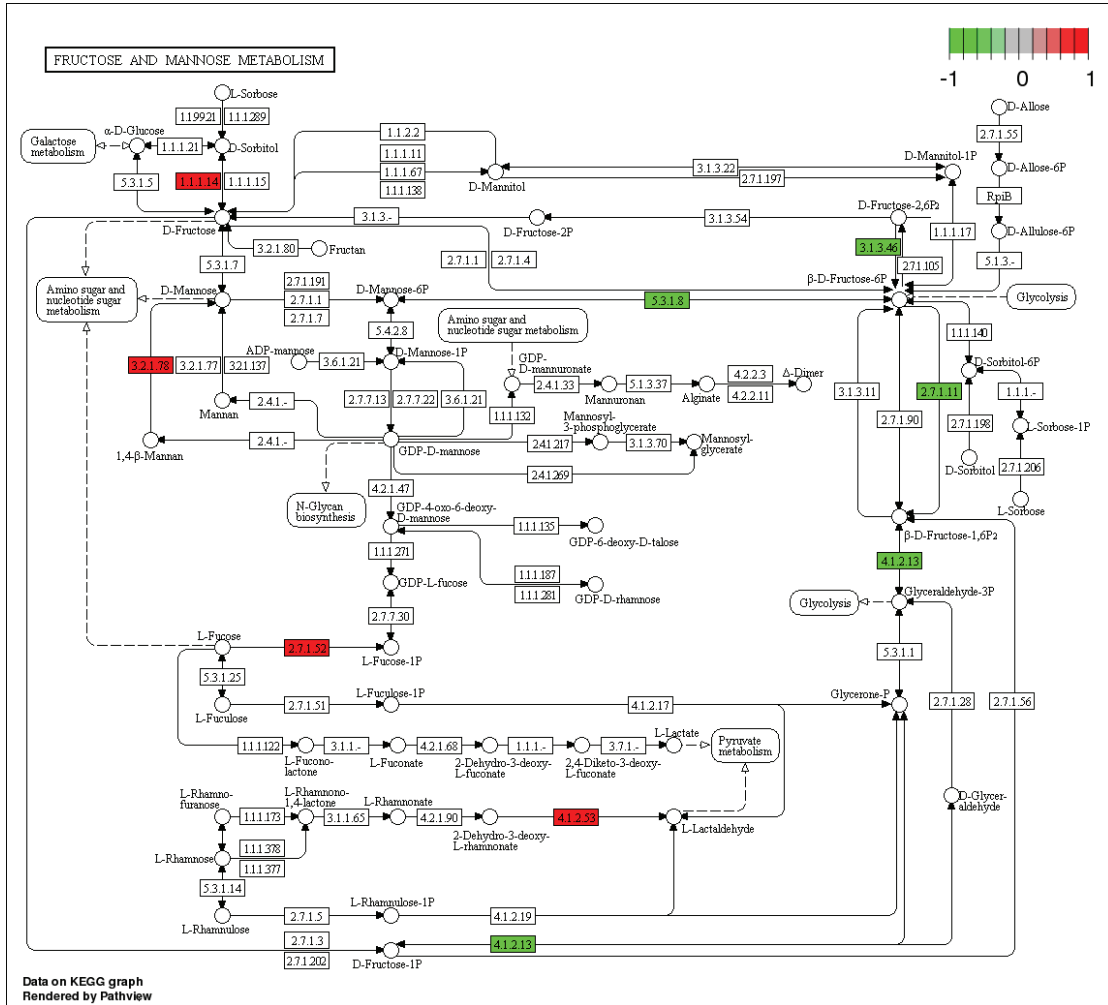 FRUCTOSE AND MANNOSE METABOLISM
-1
0
1
L-Sorbose
1.1.99.21
1.1.1.289
Galactose
metabolism
α-D-Glucose
1.1.1.21
D-Sorbitol
5.3.1.5
1.1.1.14
1.1.1.15
D-Fructose
1.1.2.2
1.1.1.11
1.1.1.67
1.1.1.138
D-Mannitol
3.1.3.22
2.7.1.197
D-Mannitol-1P
D-Allose
2.7.1.55
D-Allose-6P
RpiB
D-Allulose-6P
5.1.3.-
3.1.3.-
D-Fructose-2P
3.1.3.54
D-Fructose-2,6P2
1.1.1.17
3.1.3.46
2.7.1.105
β-D-Fructose-6P
Glycolysis
3.2.1.80
Fructan
2.7.1.1
2.7.1.4
5.3.1.7
Amino sugar and
nucleotide sugar
metabolism
D-Mannose
2.7.1.191
2.7.1.1
2.7.1.7
D-Mannose-6P
5.3.1.8
5.4.2.8
Amino sugar and
nucleotide sugar metabolism
1.1.1.140
D-Sorbitol-6P
1.1.1.-
L-Sorbose-1P
2.7.1.198
D-Sorbitol
2.7.1.206
L-Sorbose
3.2.1.78
3.2.1.77
3.2.1.137
ADP-mannose
3.6.1.21
D-Mannose-1P
GDP-
D-mannuronate
2.4.1.33
Mannuronan
5.1.3.37
Alginate
4.2.2.3
4.2.2.11
Δ-Dimer
3.1.3.11
2.7.1.90
2.7.1.11
Mannan
2.4.1.-
2.7.7.13
2.7.7.22
3.6.1.21
1.1.1.132
Mannosyl-
3-phosphoglycerate
1,4-β-Mannan
2.4.1.-
GDP-D-mannose
2.4.1.217
3.1.3.70
Mannosyl-
glycerate
2.4.1.269
N-Glycan
biosynthesis
4.2.1.47
GDP-4-oxo-6-deoxy-
D-mannose
1.1.1.135
GDP-6-deoxy-D-talose
β-D-Fructose-1,6P2
4.1.2.13
1.1.1.271
GDP-L-fucose
1.1.1.187
1.1.1.281
GDP-D-rhamnose
Glycolysis
Glyceraldehyde-3P
2.7.7.30
L-Fucose
2.7.1.52
L-Fucose-1P
5.3.1.1
5.3.1.25
L-Fuculose
2.7.1.51
L-Fuculose-1P
4.1.2.17
Glycerone-P
2.7.1.28
2.7.1.56
1.1.1.122
L-Fucono-
lactone
3.1.1.-
L-Fuconate
4.2.1.68
2-Dehydro-3-deoxy-
L-fuconate
1.1.1.-
2,4-Diketo-3-deoxy-
L-fuconate
3.7.1.-
L-Lactate
Pyruvate
metabolism
D-Glycer-
aldehyde
L-Rhamno-
furanose
1.1.1.173
L-Rhamnono-
1,4-lactone
3.1.1.65
L-Rhamnonate
4.2.1.90
2-Dehydro-3-deoxy-
L-rhamnonate
4.1.2.53
L-Lactaldehyde
L-Rhamnose
1.1.1.378
1.1.1.377
5.3.1.14
L-Rhamnulose
2.7.1.5
L-Rhamnulose-1P
4.1.2.19
2.7.1.3
2.7.1.202
D-Fructose-1P
4.1.2.13
Data on KEGG graph
Rendered by Pathview